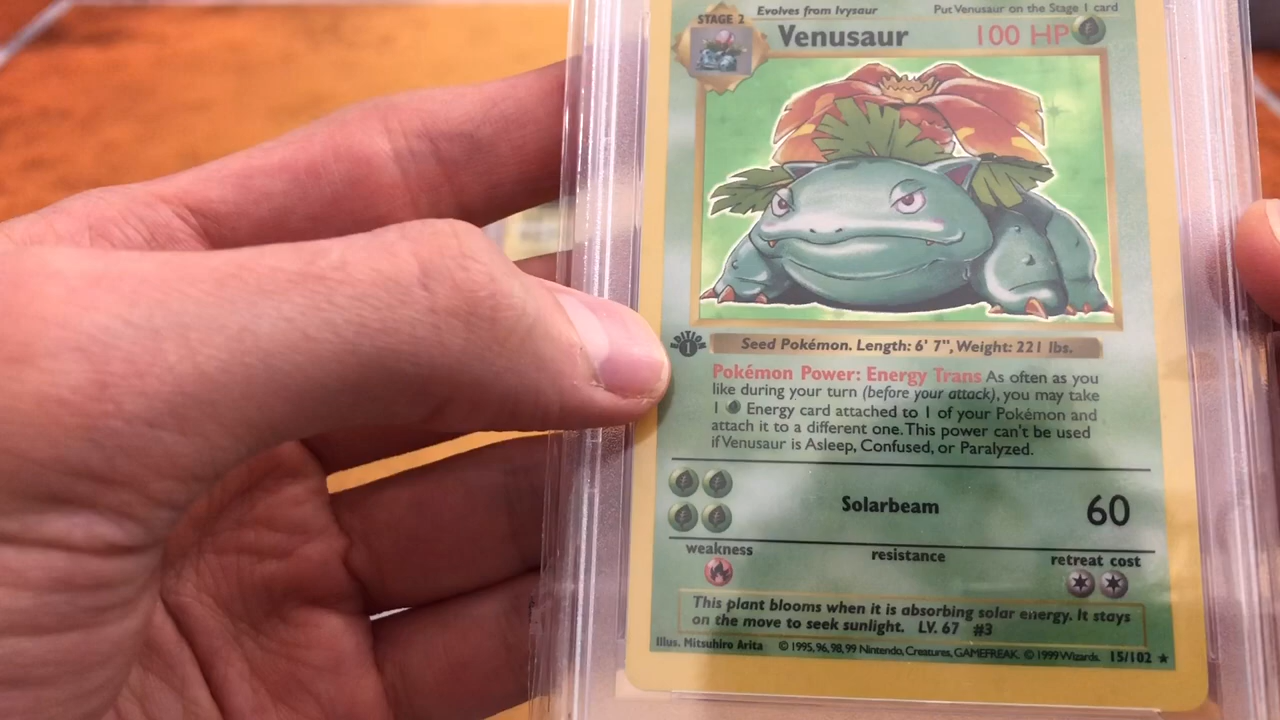 Evolves from Ivysaur Put Venusaur on the Stage 1 card
STAGE 2
Venusaur 100 HP
EDITION
1
Seed Pokémon. Length: 6' 7", Weight: 221 lbs.
Pokémon Power: Energy Trans As often as you
like during your turn (before your attack), you may take
1 Energy card attached to 1 of your Pokémon and
attach it to a different one. This power can't be used
if Venusaur is Asleep, Confused, or Paralyzed.
Solarbeam 60
weakness resistance retreat cost
This plant blooms when it is absorbing solar energy. It stays
on the move to seek sunlight. LV. 67 #3
Illus. Mitsuhiro Arita © 1995, 96, 98, 99 Nintendo, Creatures, GAMEFREAK. © 1999 Wizards. 15/102 ★